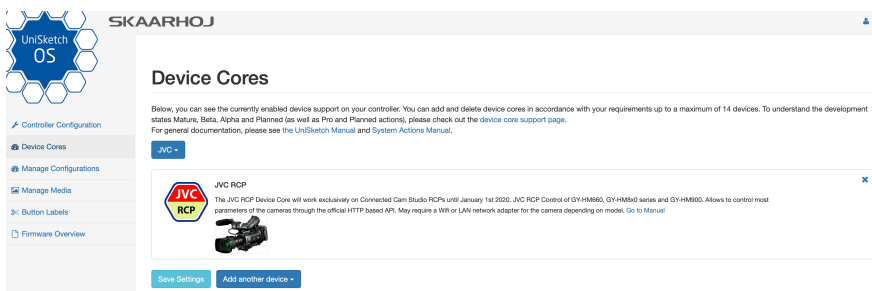 SKAARHOJ
UniSketch
OS
Device Cores
Below, you can see the currently enabled device support on your controller. You can add and delete device cores in accordance with your requirements up to a maximum of 14 devices. To understand the development
states Mature, Beta, Alpha and Planned (as well as Pro and Planned actions), please check out the device core support page.
For general documentation, please see the UniSketch Manual and System Actions Manual.
Controller Configuration
Device Cores
Manage Configurations
Manage Media
Button Labels
Firmware Overview
JVC
JVC
RCP
JVC RCP
The JVC RCP Device Core will work exclusively on Connected Cam Studio RCPs until January 1st 2020. JVC RCP Control of GY-HM660, GY-HM8x0 series and GY-HM900. Allows to control most
parameters of the cameras through the official HTTP based API. May require a Wifi or LAN network adapter for the camera depending on model. Go to Manual
Save Settings
Add another device